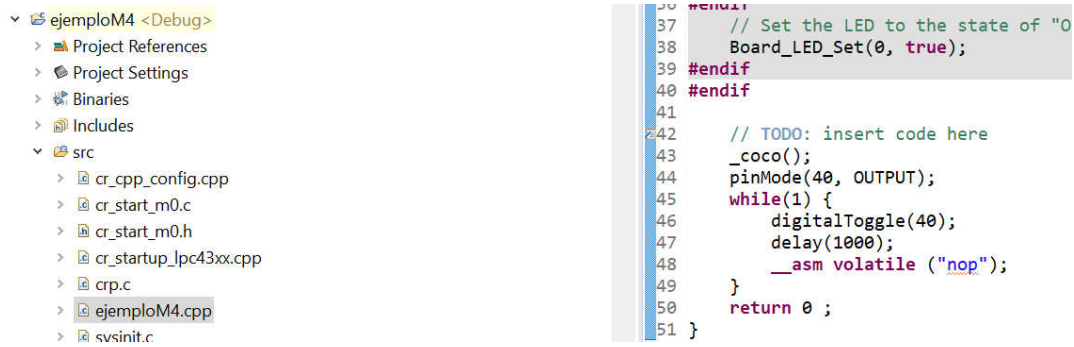 ejemploM4 <Debug>
Project References
Project Settings
Binaries
Includes
src
cr_cpp_config.cpp
cr_start_m0.c
cr_start_m0.h
cr_startup_lpc43xx.cpp
crp.c
ejemploM4.cpp
sysinit.c
36 #endif
37 // Set the LED to the state of "O
38 Board_LED_Set(0, true);
39 #endif
40 #endif
41
42 // TODO: insert code here
43 _coco();
44 pinMode(40, OUTPUT);
45 while(1) {
46 digitalToggle(40);
47 delay(1000);
48 __asm volatile ("nop");
49 }
50 return 0 ;
51 }